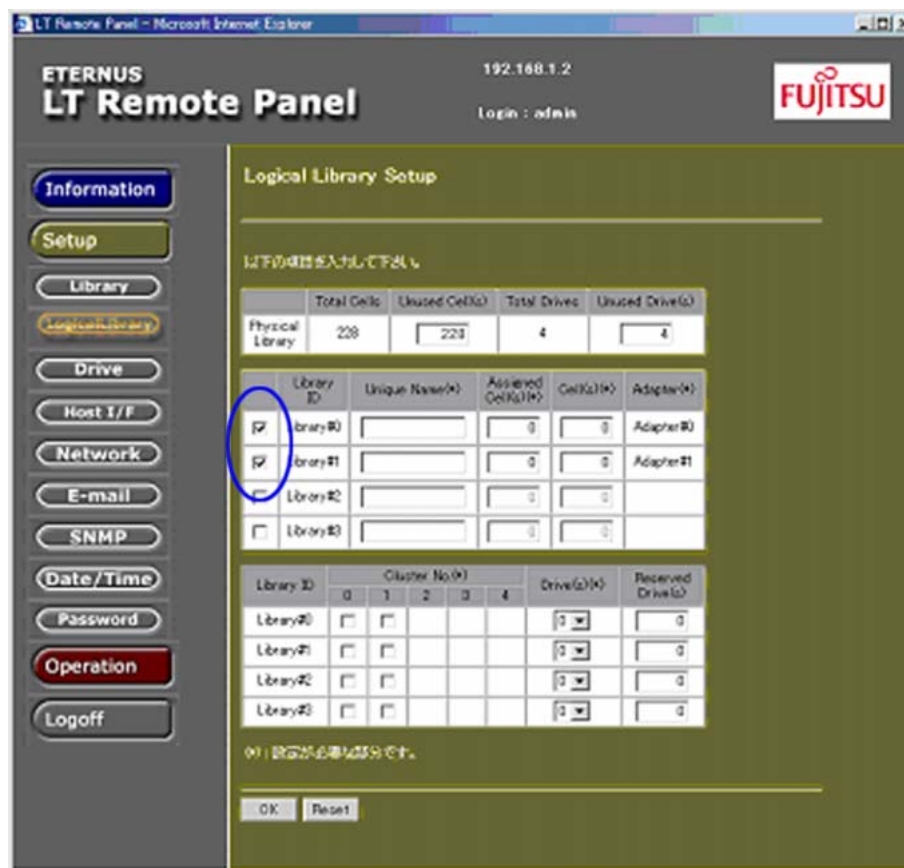 LT Remote Panel - Microsoft Internet Explorer
ETERNUS
LT Remote Panel
192.168.1.2
Login : admin
FUJITSU
Information
Setup
Library
LogicalLibrary
Drive
Host I/F
Network
E-mail
SNMP
Date/Time
Password
Operation
Logoff
Logical Library Setup
以下の項目を入力して下さい。
Total Cells Unused Cell(s) Total Drives Unused Drive(s)
Physical Library 228 228 4 4
Library ID Unique Name(*) Assigned Cell(s)(*) Cell(s)(*) Adapter(*)
Library#0 0 0 Adapter#0
Library#1 0 0 Adapter#1
Library#2 0 0
Library#3 0 0
Library ID Cluster No.(*) Drive(s)(*) Reserved Drive(s)
0 1 2 3 4
Library#0 0 0
Library#1 0 0
Library#2 0 0
Library#3 0 0
(*) : 設定が必要な部分です。
OK Reset